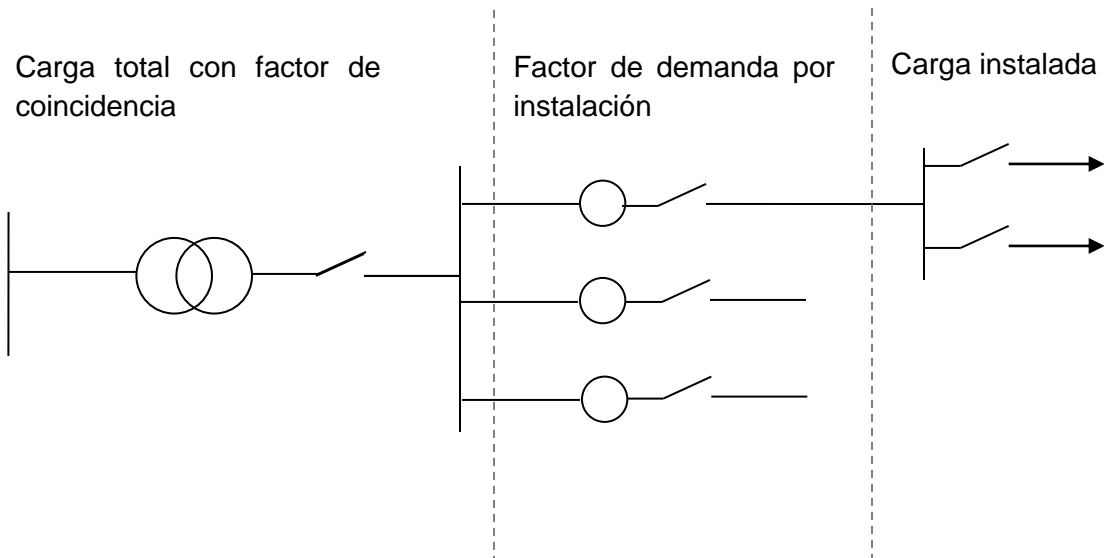 Carga total con factor de
coincidencia
Factor de demanda por
instalación
Carga instalada